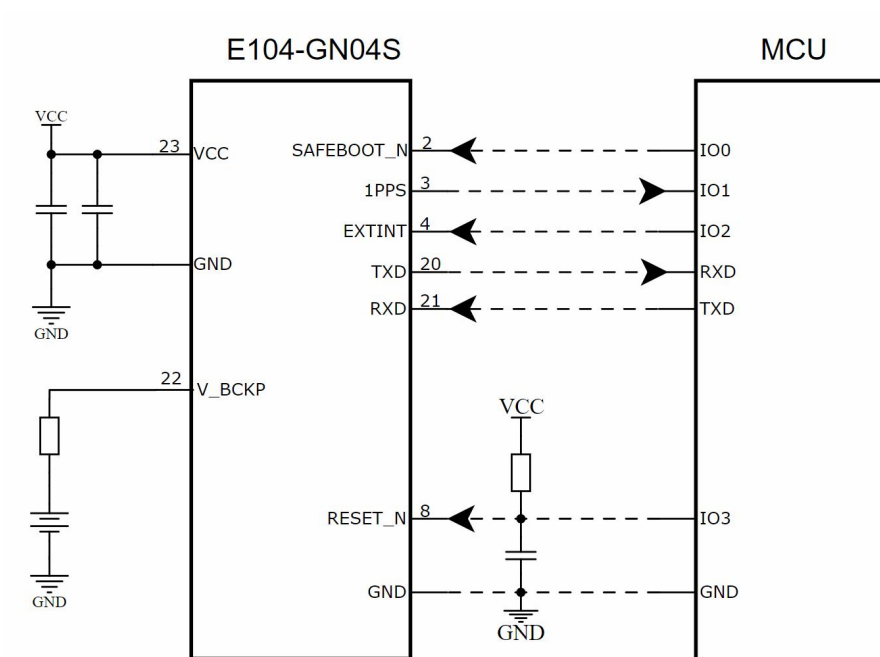 E104-GN04S
MCU
VCC
23
VCC
SAFEBOOT_N
2
IO0
1PPS
3
IO1
EXTINT
4
IO2
GND
TXD
20
RXD
RXD
21
TXD
GND
22
V_BCKP
VCC
RESET_N
8
IO3
GND
GND
GND
GND